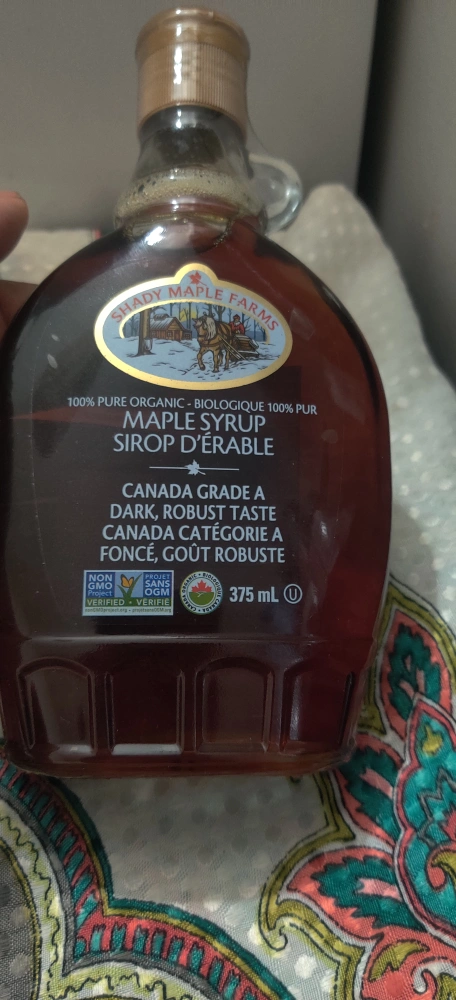 SHADY MAPLE FARMS
100% PURE ORGANIC - BIOLOGIQUE 100% PUR
MAPLE SYRUP
SIROP D'ÉRABLE
CANADA GRADE A
DARK, ROBUST TASTE
CANADA CATÉGORIE A
FONCÉ, GOÛT ROBUSTE
NON GMO Project VERIFIED
PROJET SANS OGM VÉRIFIÉ
375 mL U